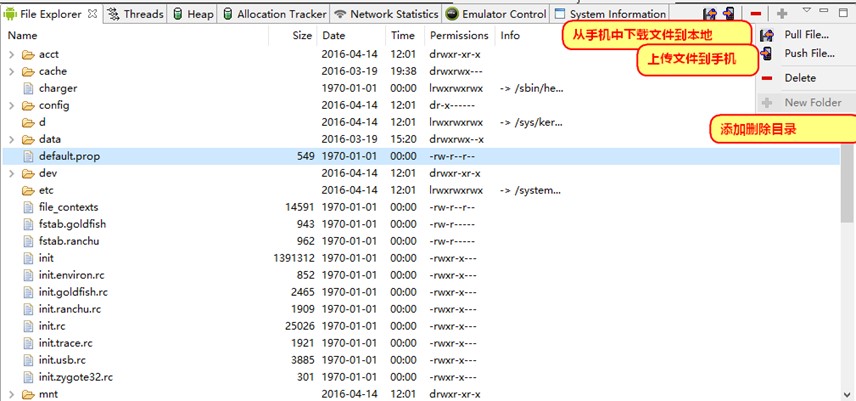 File Explorer Threads Heap Allocation Tracker Network Statistics Emulator Control System Information
从手机中下载文件到本地
Pull File...
上传文件到手机
Push File...
Delete
New Folder
添加删除目录
Name Size Date Time Permissions Info
acct 2016-04-14 12:01 drwxr-xr-x
cache 2016-03-19 19:38 drwxrwx---
charger 1970-01-01 00:00 lrwxrwxrwx -> /sbin/he...
config 2016-04-14 12:01 dr-x------
d 2016-04-14 12:01 lrwxrwxrwx -> /sys/ker...
data 2016-03-19 15:20 drwxrwx--x
default.prop 549 1970-01-01 00:00 -rw-r--r--
dev 2016-04-14 12:01 drwxr-xr-x
etc 2016-04-14 12:01 lrwxrwxrwx -> /system...
file_contexts 14591 1970-01-01 00:00 -rw-r--r--
fstab.goldfish 943 1970-01-01 00:00 -rw-r-----
fstab.ranchu 962 1970-01-01 00:00 -rw-r-----
init 1391312 1970-01-01 00:00 -rwxr-x---
init.environ.rc 852 1970-01-01 00:00 -rwxr-x---
init.goldfish.rc 2465 1970-01-01 00:00 -rwxr-x---
init.ranchu.rc 1909 1970-01-01 00:00 -rwxr-x---
init.rc 25026 1970-01-01 00:00 -rwxr-x---
init.trace.rc 1921 1970-01-01 00:00 -rwxr-x---
init.usb.rc 3885 1970-01-01 00:00 -rwxr-x---
init.zygote32.rc 301 1970-01-01 00:00 -rwxr-x---
mnt 2016-04-14 12:01 drwxr-xr-x